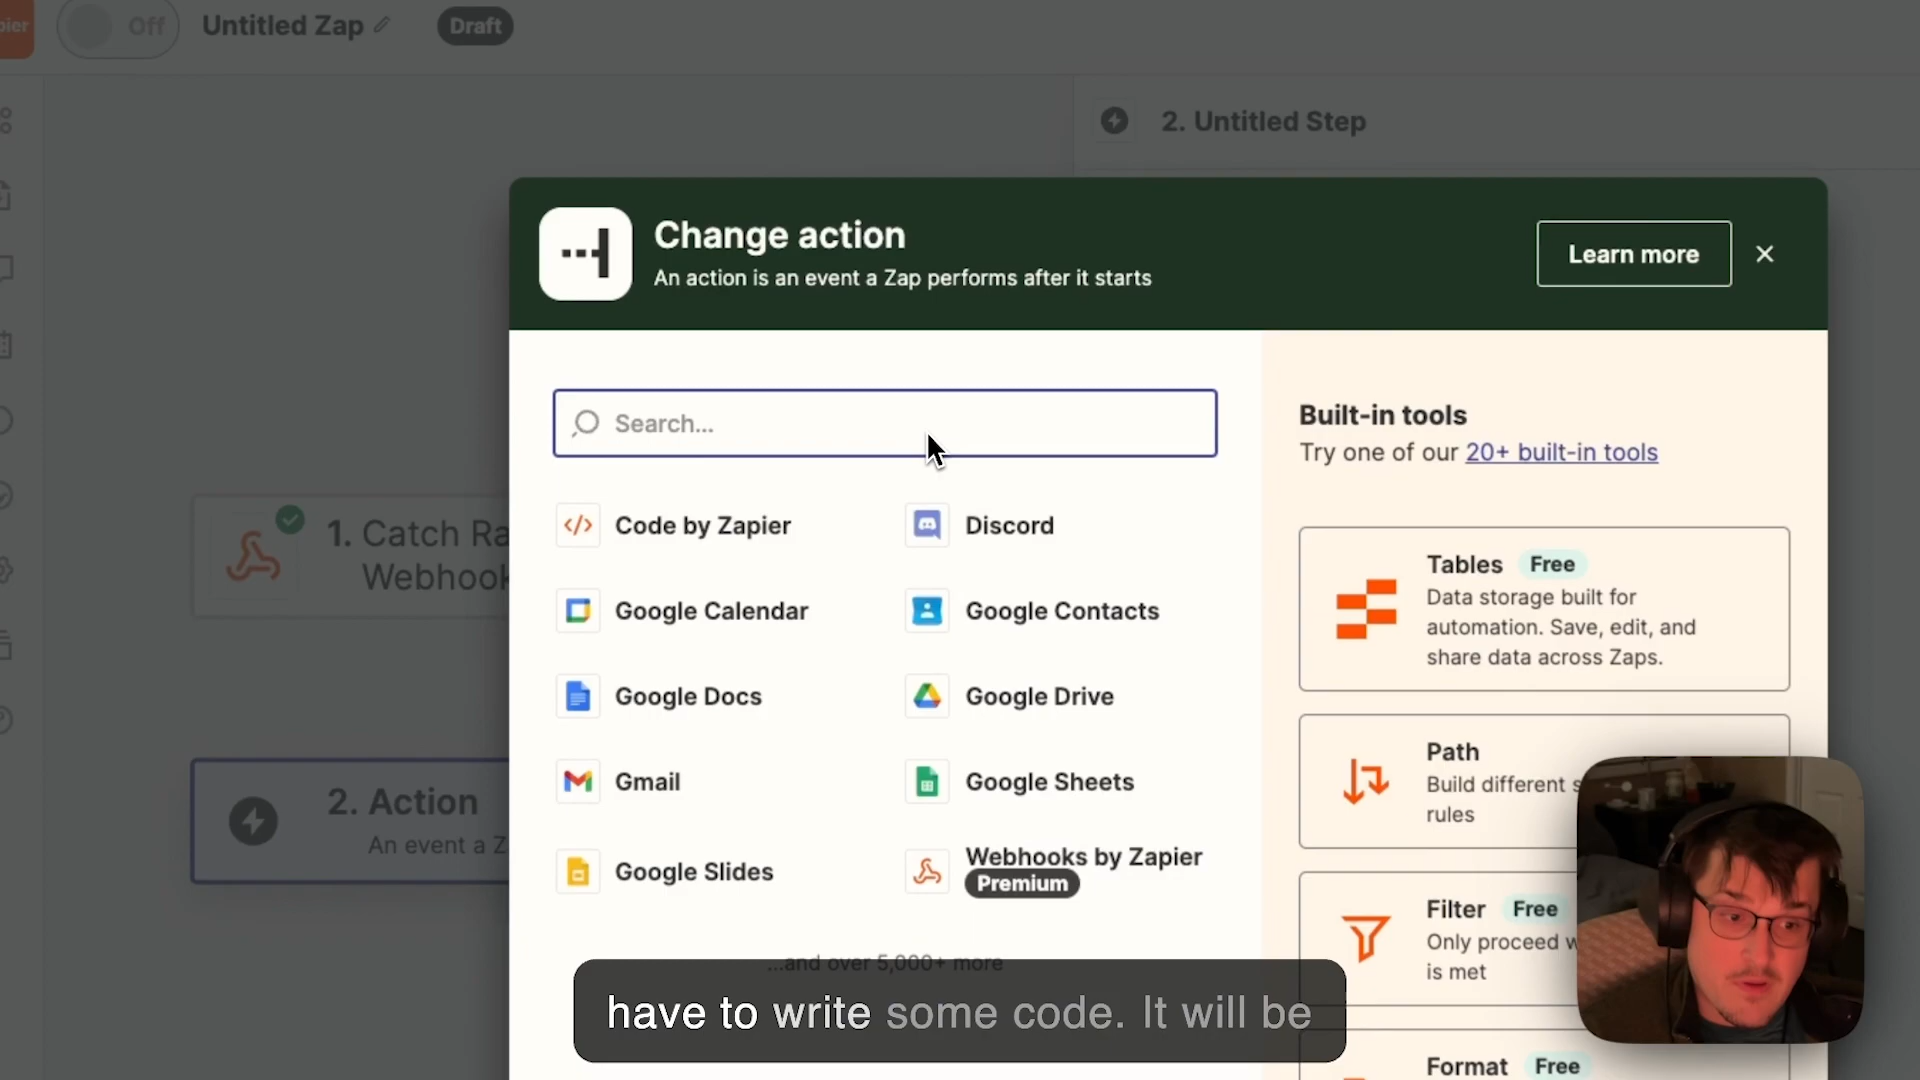 pier
Off
Untitled Zap
Draft
2. Untitled Step
Change action
An action is an event a Zap performs after it starts
Learn more
Search...
Code by Zapier
Discord
Google Calendar
Google Contacts
Google Docs
Google Drive
Gmail
Google Sheets
Google Slides
Webhooks by Zapier
Premium
...and over 5,000+ more
Built-in tools
Try one of our 20+ built-in tools
Tables Free
Data storage built for
automation. Save, edit, and
share data across Zaps.
Path
Build different s
rules
Filter Free
Only proceed w
is met
Format Free
1. Catch Ra
Webhook
2. Action
An event a Z
have to write some code. It will be